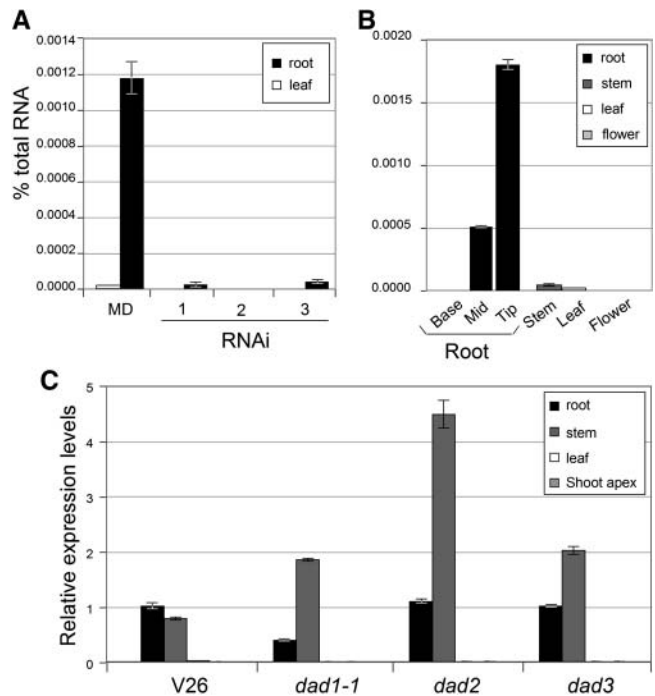 A
% total RNA
0.0014
0.0012
0.0010
0.0008
0.0006
0.0004
0.0002
0.0000
root
leaf
MD
1
2
3
RNAi
B
0.0020
0.0015
0.0010
0.0005
0.0000
root
stem
leaf
flower
Base
Mid
Tip
Stem
Leaf
Flower
Root
C
Relative expression levels
5
4
3
2
1
0
root
stem
leaf
Shoot apex
V26
dad1-1
dad2
dad3